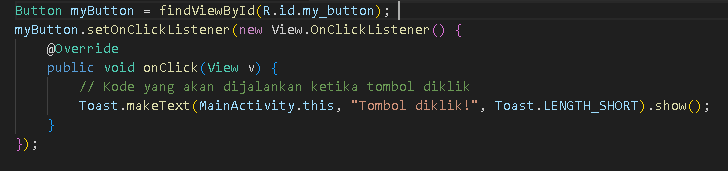 Button myButton = findViewById(R.id.my_button);
myButton.setOnClickListener(new View.OnClickListener() {
@Override
public void onClick(View v) {
// Kode yang akan dijalankan ketika tombol diklik
Toast.makeText(MainActivity.this, "Tombol diklik!", Toast.LENGTH_SHORT).show();
}
});